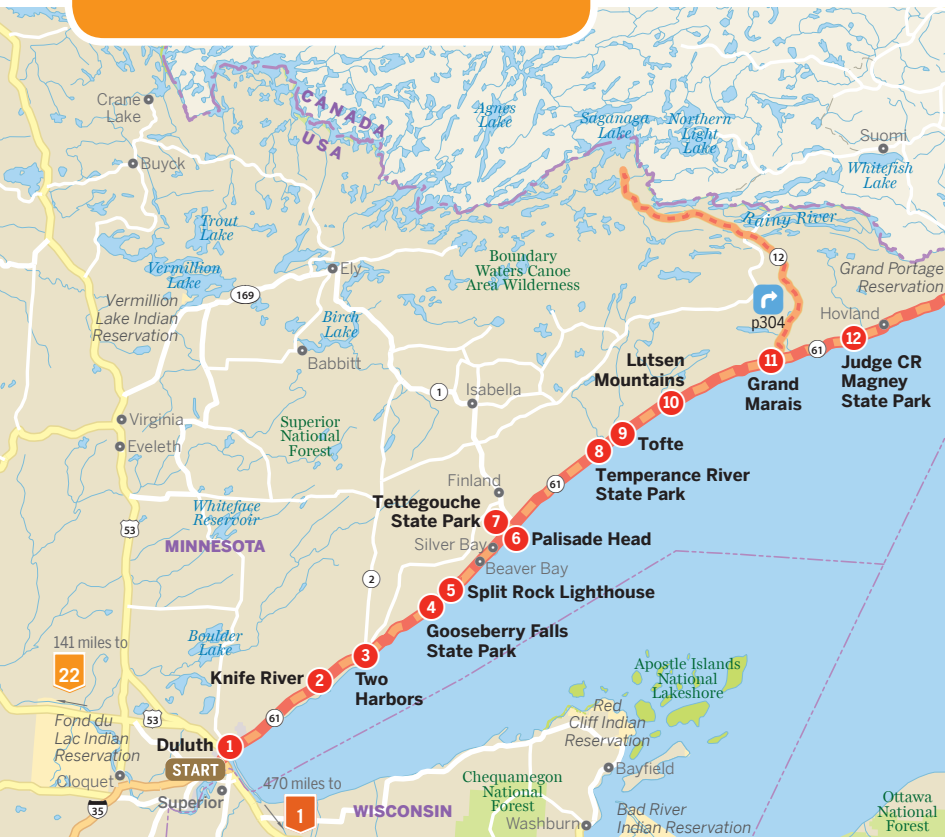 CANADA
USA
Crane
Lake
Buyck
Agnes
Lake
Saganaga
Lake
Northern
Light
Lake
Suomi
Whitefish
Lake
Trout
Lake
Rainy River
Vermillion
Lake
Ely
Boundary
Waters Canoe
Area Wilderness
12
Grand Portage
Reservation
169
Vermillion
Lake Indian
Reservation
Birch
Lake
p304
Hovland
Babbitt
Lutsen
Mountains
11
61
12
Grand
Marais
Judge CR
Magney
State Park
1
Isabella
10
Virginia
Eveleth
Superior
National
Forest
9
Tofte
8
Temperance River
State Park
Finland
61
Tettegouche
State Park
7
Whiteface
Reservoir
53
MINNESOTA
Silver Bay
6
Palisade Head
Beaver Bay
2
5
Split Rock Lighthouse
4
Gooseberry Falls
State Park
Boulder
Lake
141 miles to
22
3
Two
Harbors
Knife River
2
Apostle Islands
National
Lakeshore
61
53
Fond du
Lac Indian
Reservation
Red
Cliff Indian
Reservation
Duluth
1
START
Cloquet
Superior
470 miles to
1
35
Bayfield
Chequamegon
National
Forest
WISCONSIN
Washburn
Bad River
Indian Reservation
Ottawa
National
Forest